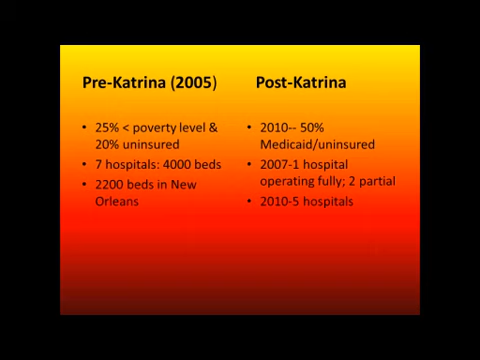 Pre-Katrina (2005)
• 25% < poverty level &
20% uninsured
• 7 hospitals: 4000 beds
• 2200 beds in New
Orleans
Post-Katrina
• 2010-- 50%
Medicaid/uninsured
• 2007-1 hospital
operating fully; 2 partial
• 2010-5 hospitals